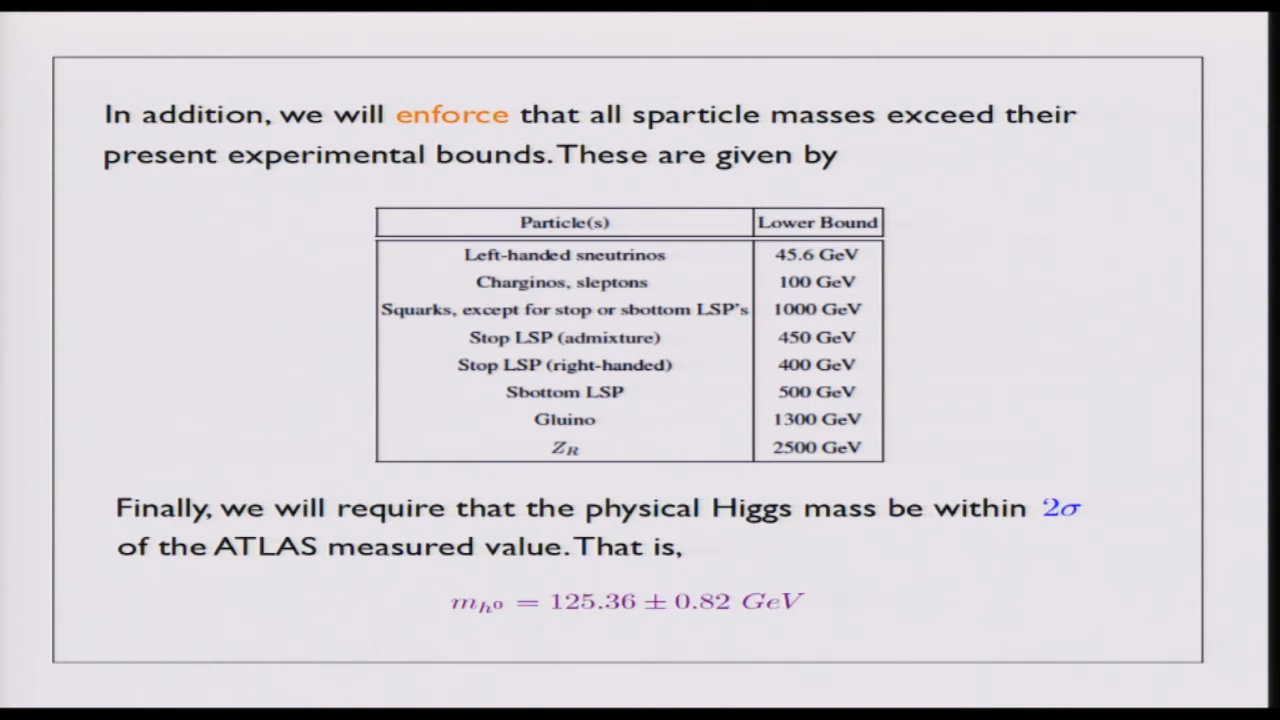 In addition, we will enforce that all sparticle masses exceed their
present experimental bounds. These are given by
Particle(s) Lower Bound
Left-handed sneutrinos 45.6 GeV
Charginos, sleptons 100 GeV
Squarks, except for stop or sbottom LSP's 1000 GeV
Stop LSP (admixture) 450 GeV
Stop LSP (right-handed) 400 GeV
Sbottom LSP 500 GeV
Gluino 1300 GeV
Z_R 2500 GeV
Finally, we will require that the physical Higgs mass be within 2σ
of the ATLAS measured value. That is,
m_{h^0} = 125.36 ± 0.82 GeV